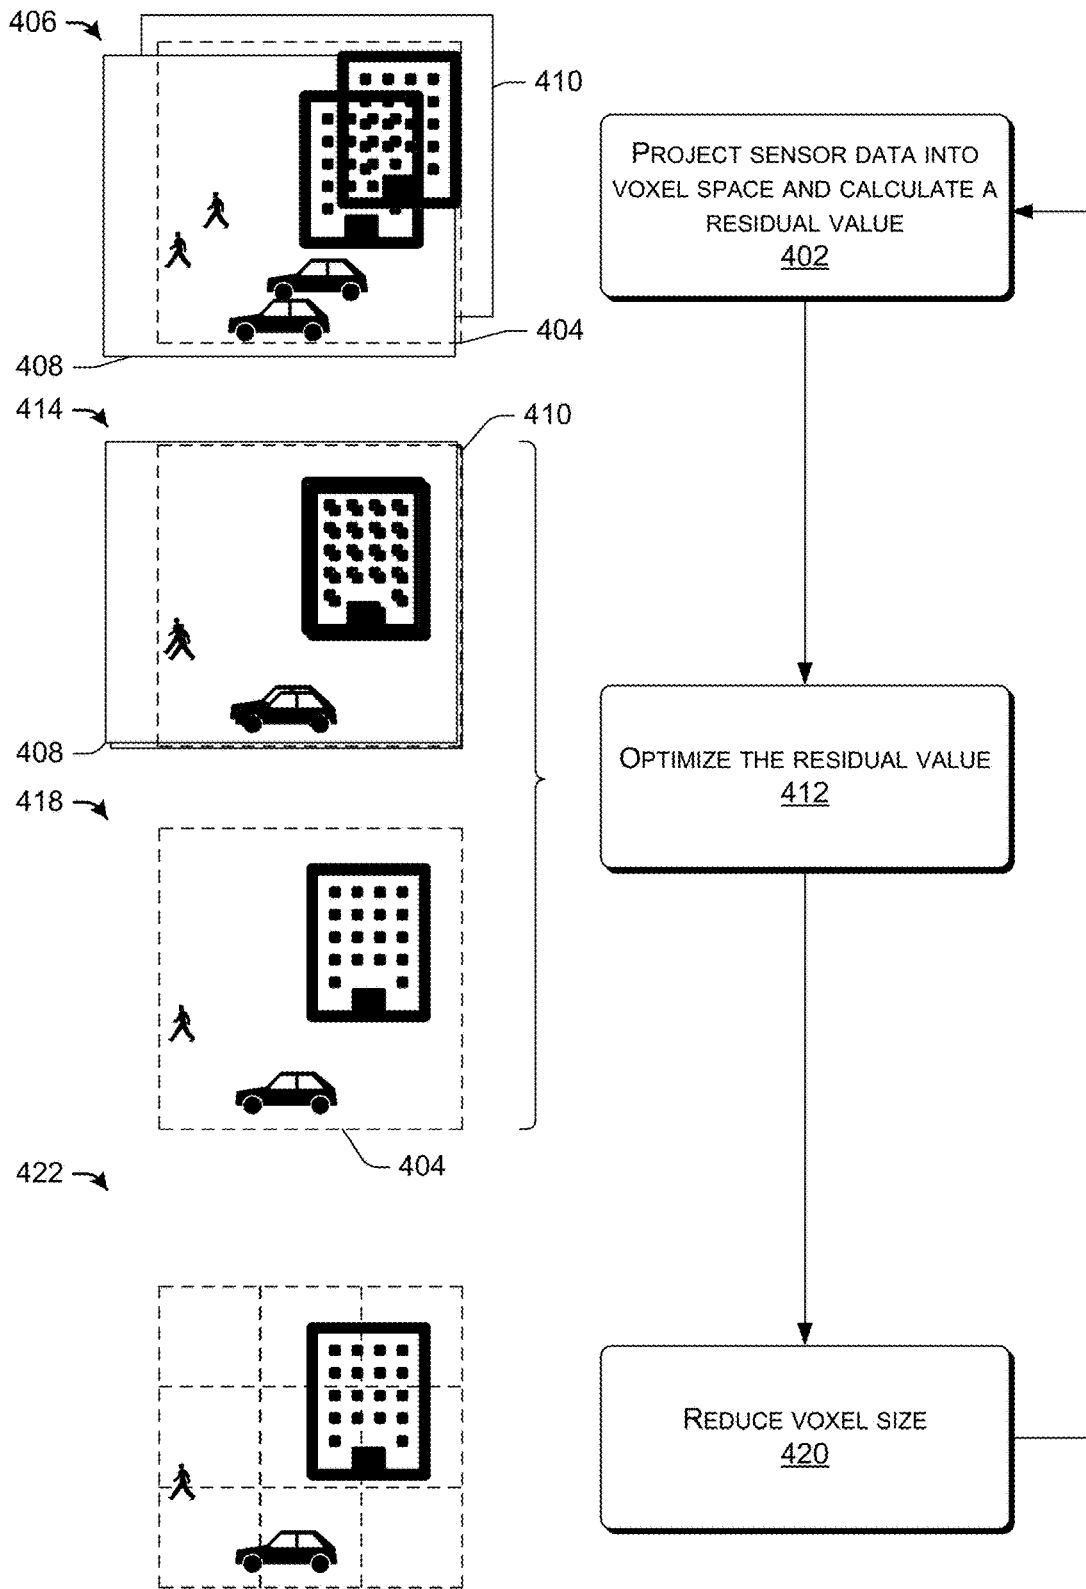 406
410
PROJECT SENSOR DATA INTO
VOXEL SPACE AND CALCULATE A
RESIDUAL VALUE
402
404
408
414
410
408
OPTIMIZE THE RESIDUAL VALUE
412
418
404
422
REDUCE VOXEL SIZE
420